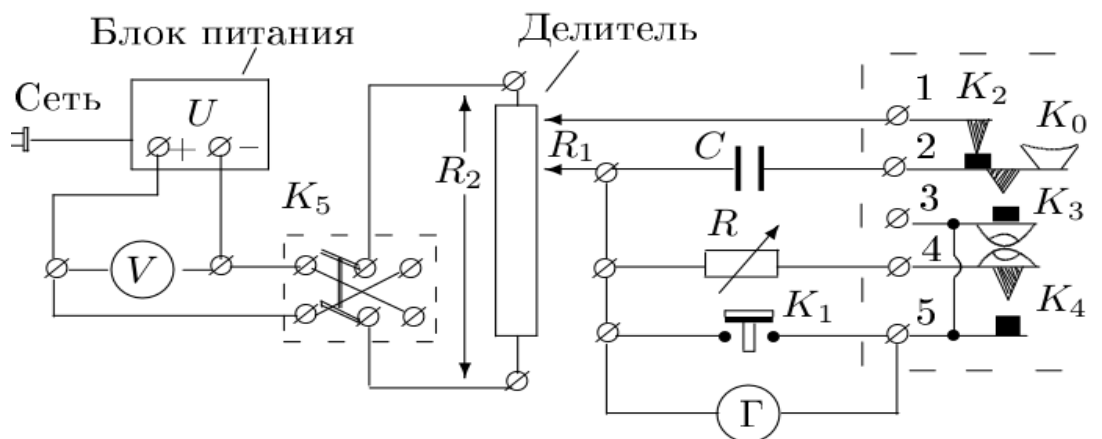 Блок питания
Делитель
Сеть
U
+ −
1
K₂
K₀
R₁
C
2
R₂
K₅
3
K₃
R
V
4
K₁
5
K₄
Г